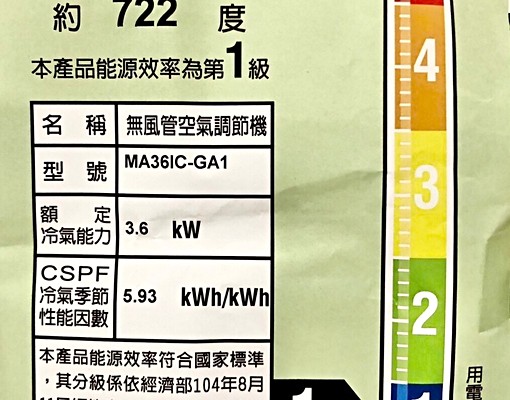 約 722 度
本產品能源效率為第1級
名 稱 無風管空氣調節機
型 號 MA36IC-GA1
額 定
冷氣能力 3.6 kW
CSPF
冷氣季節
性能因數 5.93 kWh/kWh
本產品能源效率符合國家標準
，其分級係依經濟部104年8月
4
3
2
1
1
用電